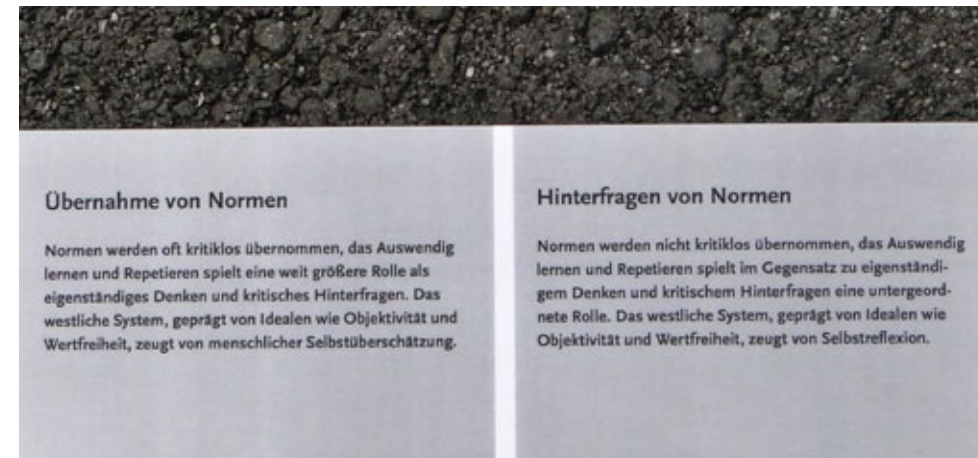 Übernahme von Normen
Normen werden oft kritiklos übernommen, das Auswendig
lernen und Repetieren spielt eine weit größere Rolle als
eigenständiges Denken und kritisches Hinterfragen. Das
westliche System, geprägt von Idealen wie Objektivität und
Wertfreiheit, zeugt von menschlicher Selbstüberschätzung.
Hinterfragen von Normen
Normen werden nicht kritiklos übernommen, das Auswendig
lernen und Repetieren spielt im Gegensatz zu eigenständi-
gem Denken und kritischem Hinterfragen eine untergeord-
nete Rolle. Das westliche System, geprägt von Idealen wie
Objektivität und Wertfreiheit, zeugt von Selbstreflexion.